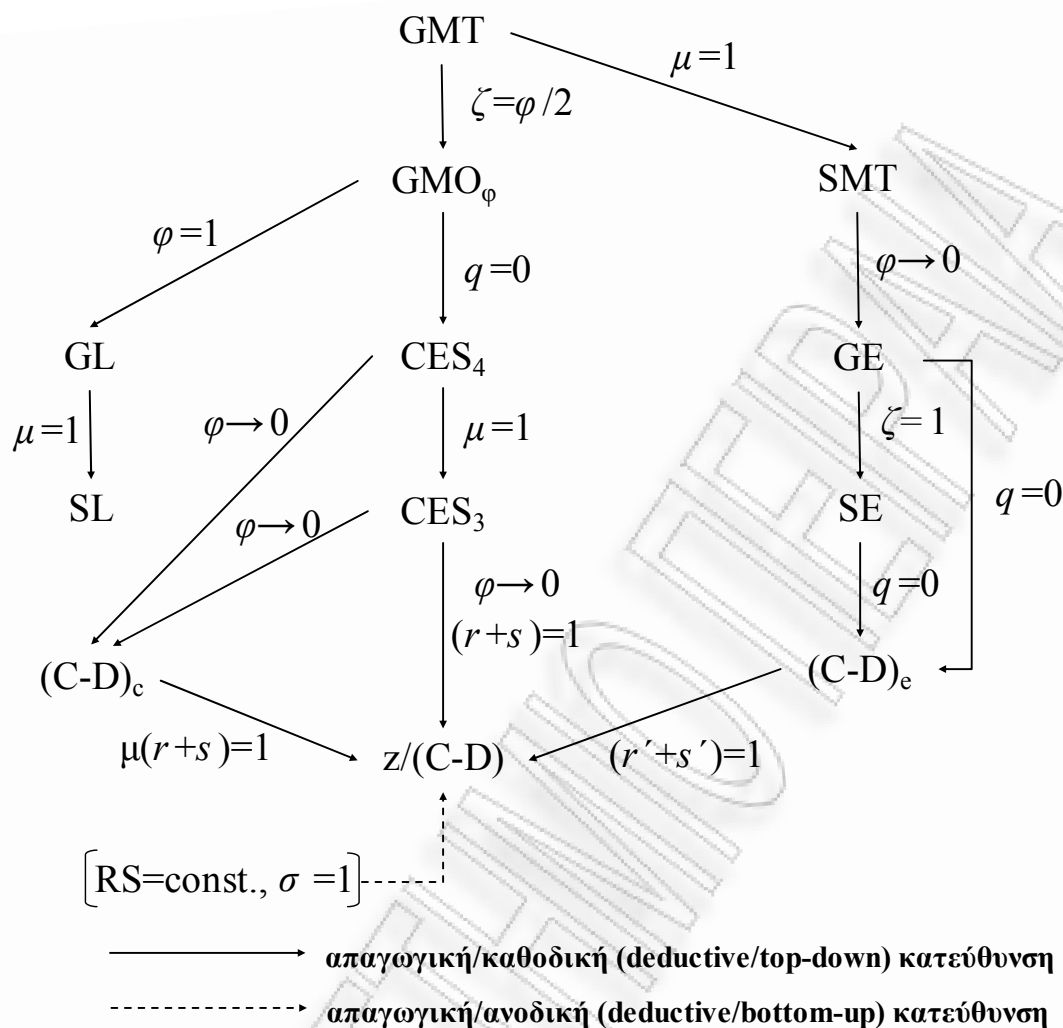 GMT
μ=1
ζ=φ/2
GMOφ
SMT
φ=1
q=0
φ→0
GL
CES4
GE
μ=1
φ→0
μ=1
ζ=1
q=0
SL
φ→0
CES3
SE
φ→0
(r+s)=1
q=0
(C-D)c
(C-D)e
μ(r+s)=1
z/(C-D)
(r´+s´)=1
[RS=const., σ =1]
απαγωγική/καθοδική (deductive/top-down) κατεύθυνση
απαγωγική/ανοδική (deductive/bottom-up) κατεύθυνση